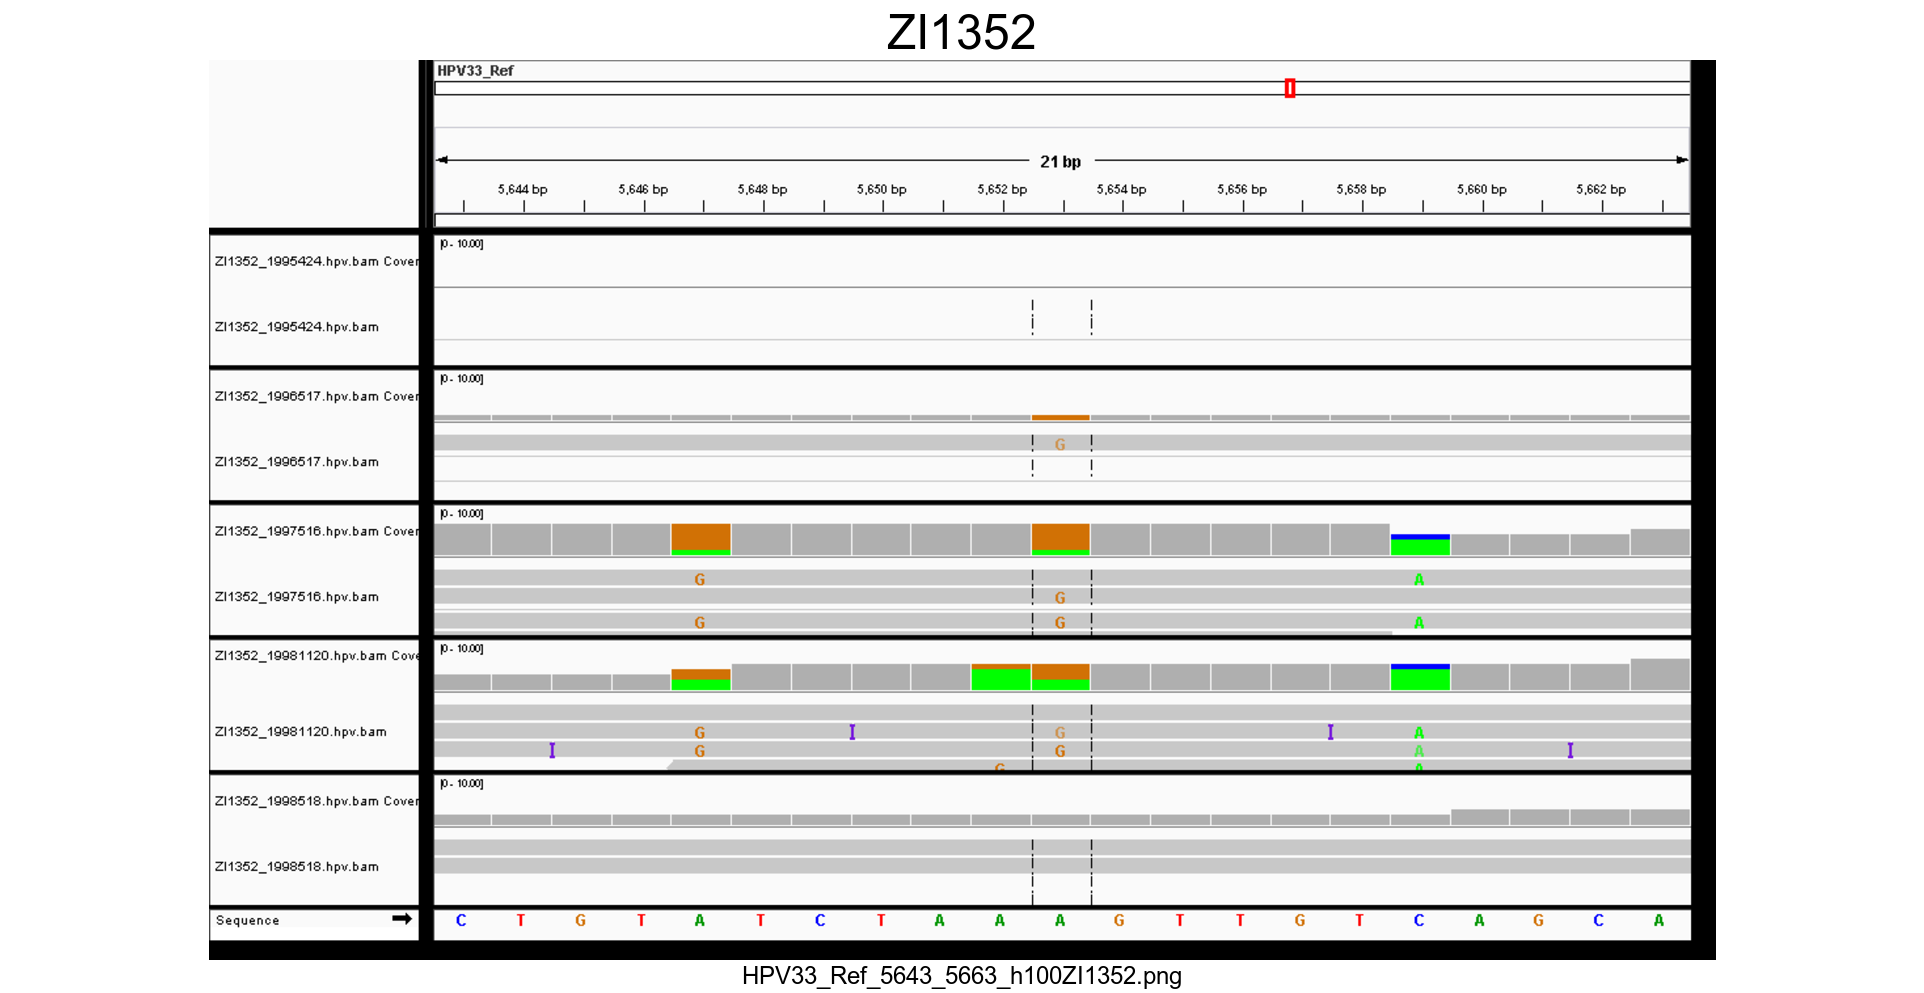 ZI1352
HPV33_Ref
21 bp
5,644 bp 5,646 bp 5,648 bp 5,650 bp 5,652 bp 5,654 bp 5,656 bp 5,658 bp 5,660 bp 5,662 bp
[0 - 10.00]
ZI1352_1995424.hpv.bam Cover
ZI1352_1995424.hpv.bam
[0 - 10.00]
ZI1352_1996517.hpv.bam Cover
G
ZI1352_1996517.hpv.bam
[0 - 10.00]
ZI1352_1997516.hpv.bam Cover
G A
ZI1352_1997516.hpv.bam G
G G A
[0 - 10.00]
ZI1352_19981120.hpv.bam Cove
ZI1352_19981120.hpv.bam G I G I A
I G G A I
G A
[0 - 10.00]
ZI1352_1998518.hpv.bam Cover
ZI1352_1998518.hpv.bam
Sequence C T G T A T C T A A A G T T G T C A G C A
HPV33_Ref_5643_5663_h100ZI1352.png